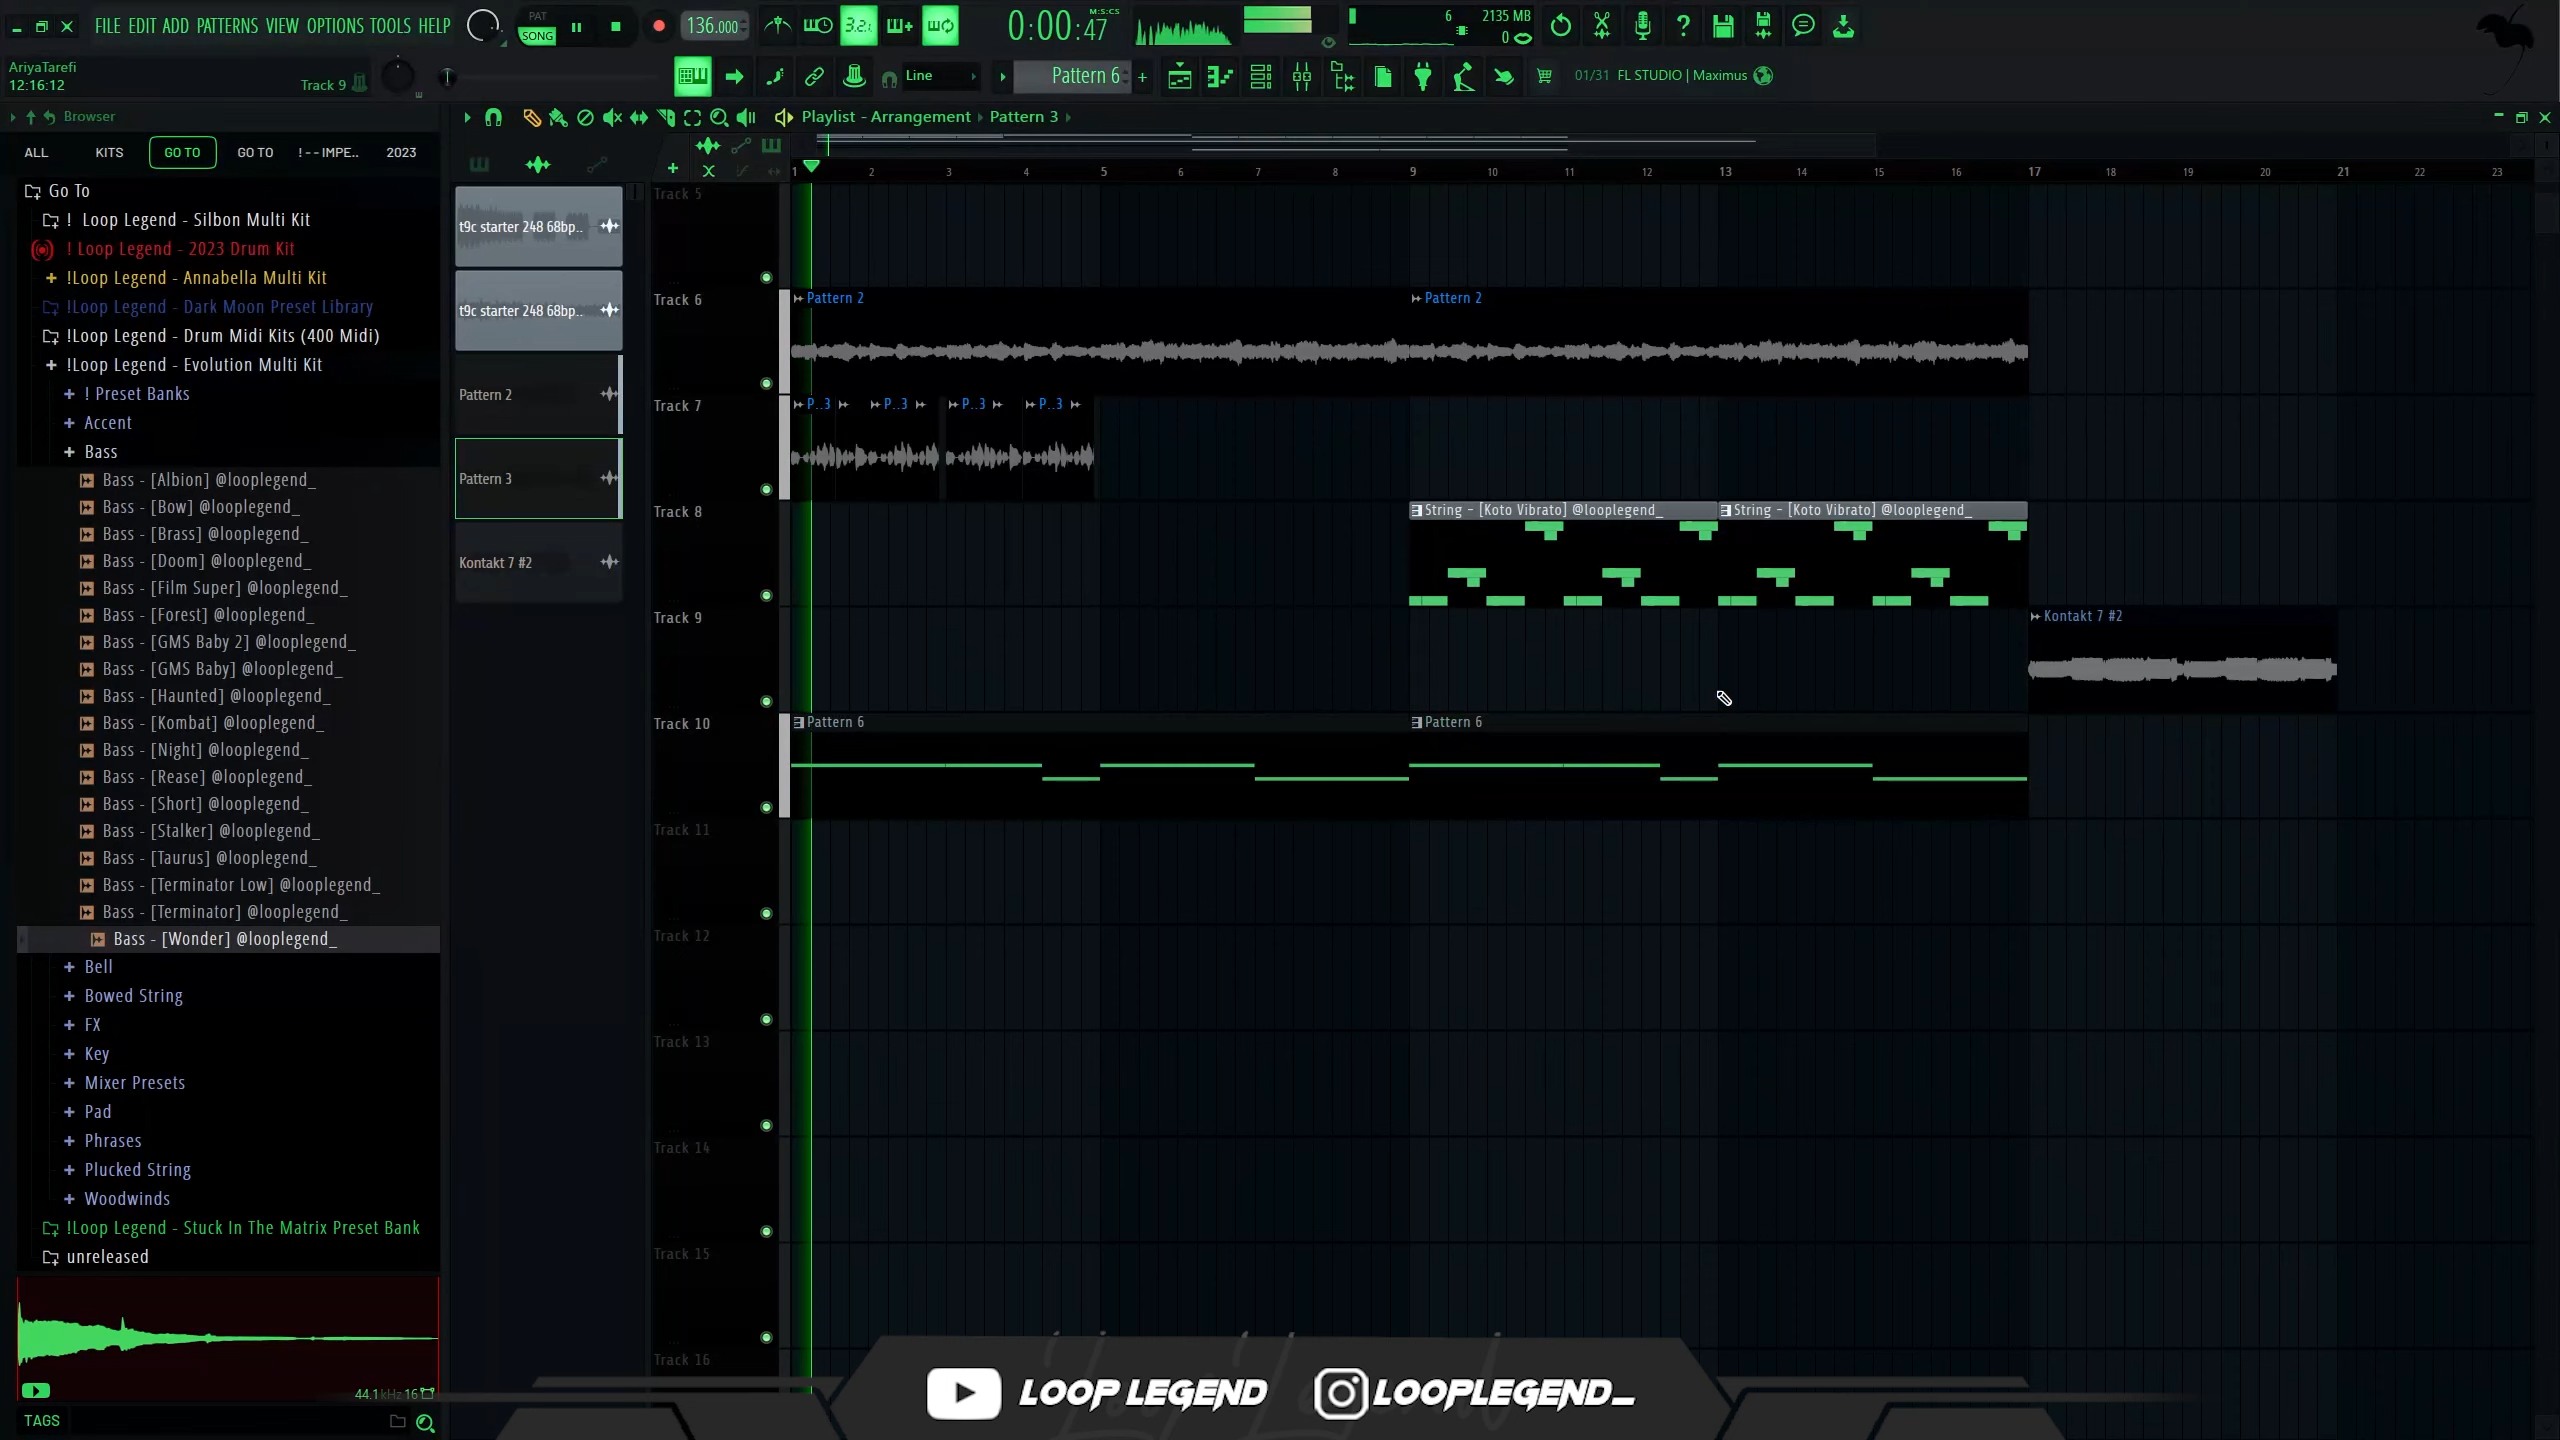 FILE EDIT ADD PATTERNS VIEW OPTIONS TOOLS HELP
PAT
SONG
136.000
3.2.
0:00:47
M:S:CS
6
2135 MB
0
AriyaTarefi
12:16:12
Track 9
Line
Pattern 6
01/31 FL STUDIO | Maximus
Browser
Playlist - Arrangement › Pattern 3 ›
ALL
KITS
GO TO
GO TO
!--IMPE..
2023
Go To
! Loop Legend - Silbon Multi Kit
! Loop Legend - 2023 Drum Kit
!Loop Legend - Annabella Multi Kit
!Loop Legend - Dark Moon Preset Library
!Loop Legend - Drum Midi Kits (400 Midi)
!Loop Legend - Evolution Multi Kit
! Preset Banks
Accent
Bass
Bass - [Albion] @looplegend_
Bass - [Bow] @looplegend_
Bass - [Brass] @looplegend_
Bass - [Doom] @looplegend_
Bass - [Film Super] @looplegend_
Bass - [Forest] @looplegend_
Bass - [GMS Baby 2] @looplegend_
Bass - [GMS Baby] @looplegend_
Bass - [Haunted] @looplegend_
Bass - [Kombat] @looplegend_
Bass - [Night] @looplegend_
Bass - [Rease] @looplegend_
Bass - [Short] @looplegend_
Bass - [Stalker] @looplegend_
Bass - [Taurus] @looplegend_
Bass - [Terminator Low] @looplegend_
Bass - [Terminator] @looplegend_
Bass - [Wonder] @looplegend_
Bell
Bowed String
FX
Key
Mixer Presets
Pad
Phrases
Plucked String
Woodwinds
!Loop Legend - Stuck In The Matrix Preset Bank
unreleased
44.1kHz 16
TAGS
t9c starter 248 68bp..
t9c starter 248 68bp..
Pattern 2
Pattern 3
Kontakt 7 #2
1 2 3 4 5 6 7 8 9 10 11 12 13 14 15 16 17 18 19 20 21 22 23
Track 5
Track 6
Pattern 2
Pattern 2
Track 7
P..3
P..3
P..3
P..3
Track 8
String - [Koto Vibrato] @looplegend_
String - [Koto Vibrato] @looplegend_
Track 9
Kontakt 7 #2
Track 10
Pattern 6
Pattern 6
Track 11
Track 12
Track 13
Track 14
Track 15
Track 16
LOOP LEGEND
LOOPLEGEND_